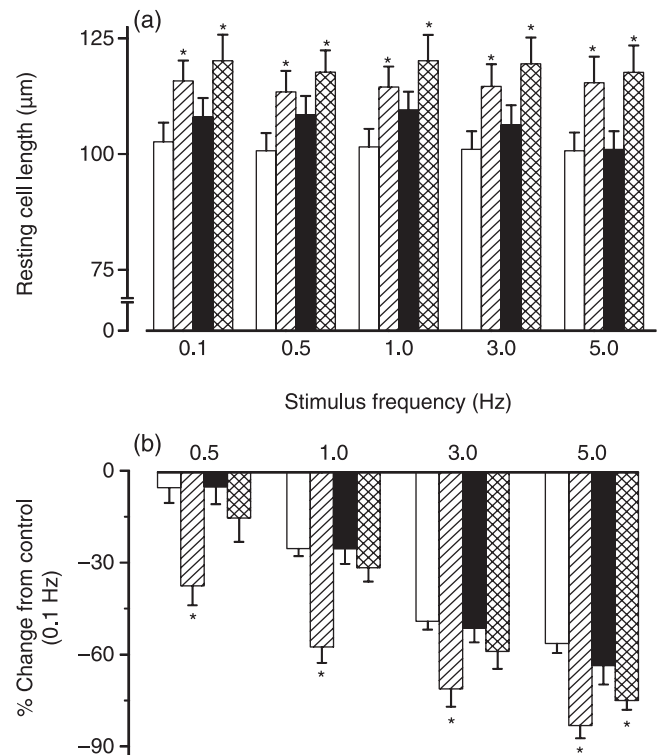 (a)
125
100
75
0
Resting cell length (μm)
* * * * * * * * * *
0.1 0.5 1.0 3.0 5.0
Stimulus frequency (Hz)
(b)
0.5 1.0 3.0 5.0
0
−30
−60
−90
% Change from control
(0.1 Hz)
* * * * *